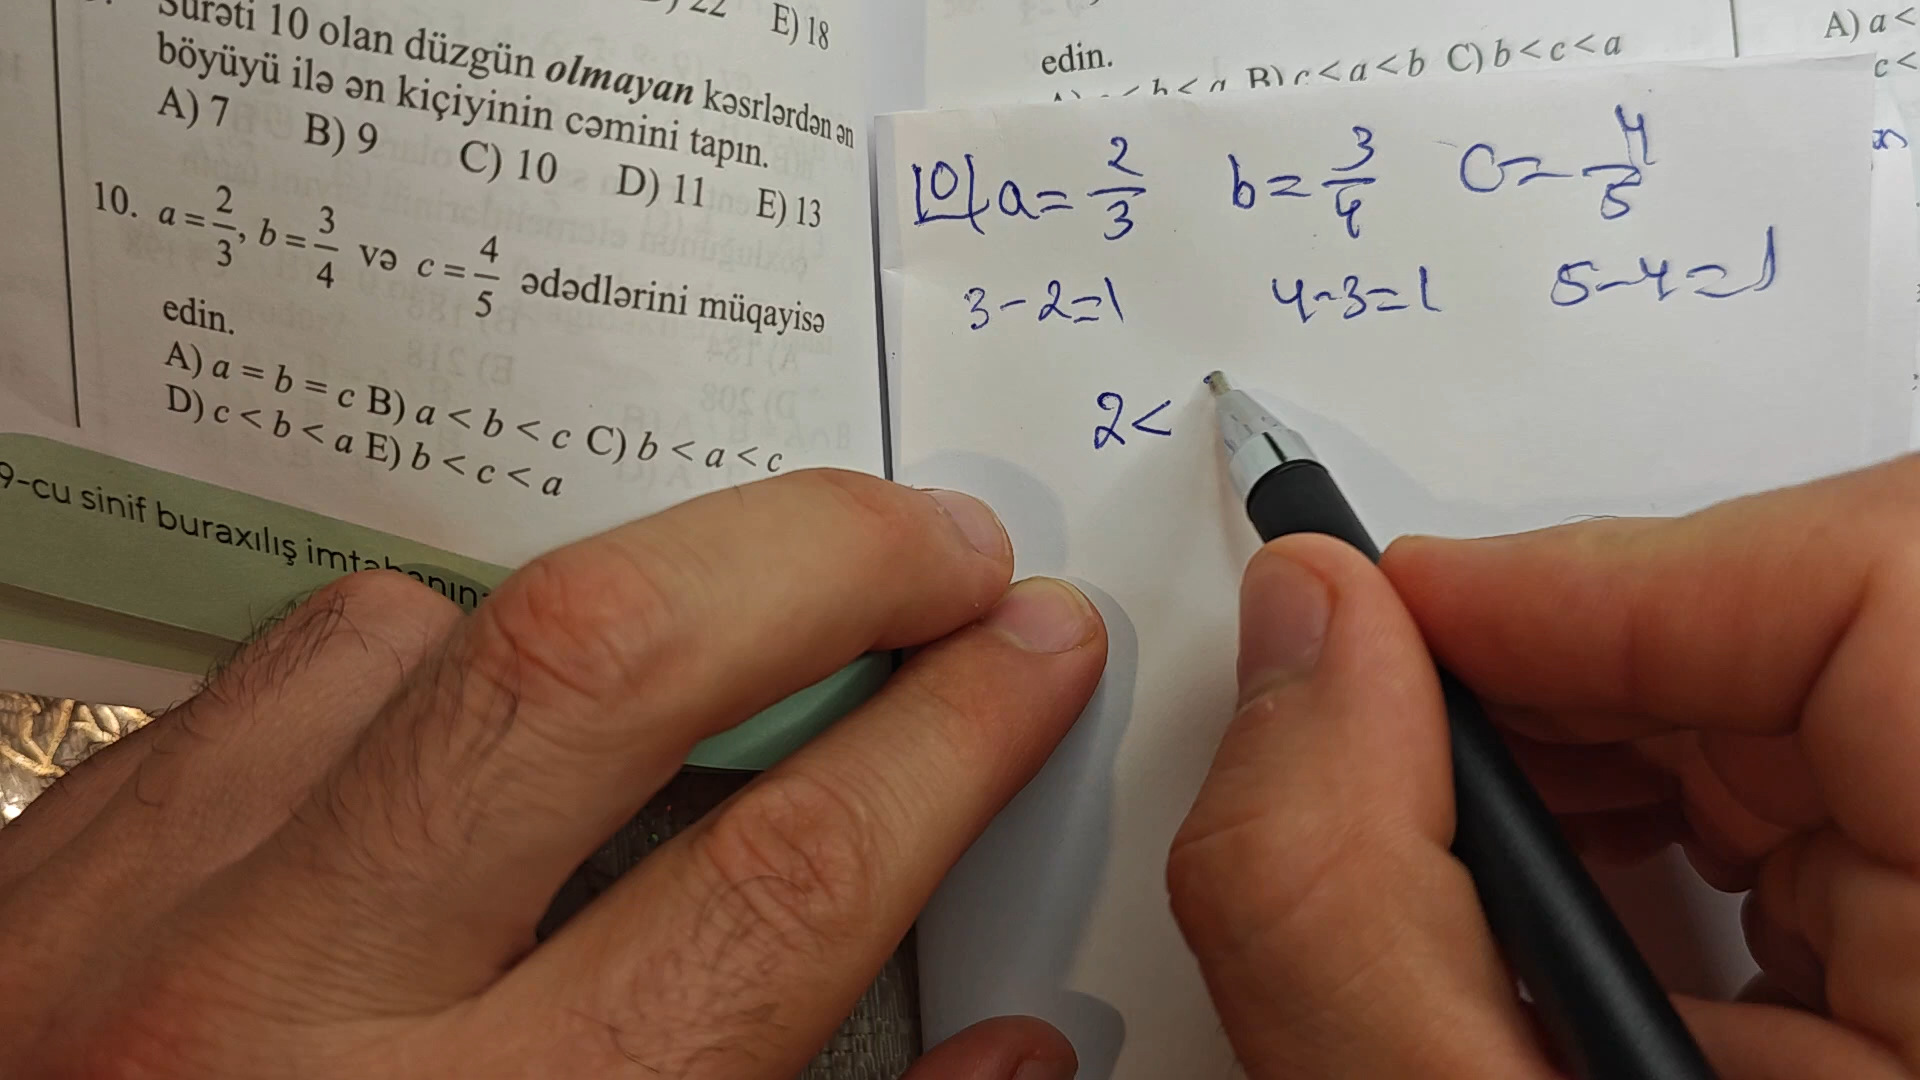 22 E) 18
Surəti 10 olan düzgün olmayan kəsrlərdən ən
böyüyü ilə ən kiçiyinin cəmini tapın.
A) 7 B) 9 C) 10 D) 11 E) 13
10. a = 2/3, b = 3/4 və c = 4/5 ədədlərini müqayisə
edin.
A) a = b = c B) a < b < c C) b < a < c
D) c < b < a E) b < c < a
9-cu sinif buraxılış
edin.
B) c < a < b C) b < c < a
A) a <
c <
10 a = 2/3 b = 3/4 c = 4/5
3 - 2 = 1 4 - 3 = 1 5 - 4 = 1
2 <